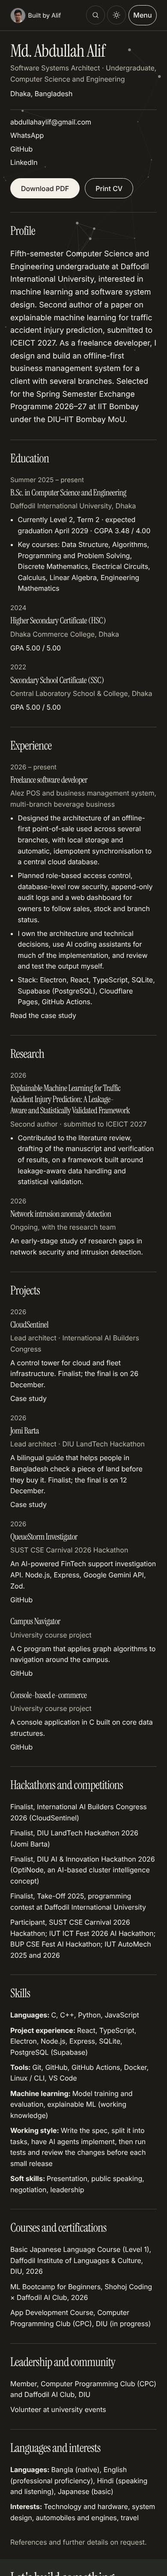 Built by Alif
Menu
Md. Abdullah Alif
Software Systems Architect · Undergraduate,
Computer Science and Engineering
Dhaka, Bangladesh
abdullahaylif@gmail.com
WhatsApp
GitHub
LinkedIn
Download PDF
Print CV
Profile
Fifth-semester Computer Science and
Engineering undergraduate at Daffodil
International University, interested in
machine learning and software system
design. Second author of a paper on
explainable machine learning for traffic
accident injury prediction, submitted to
ICEICT 2027. As a freelance developer, I
design and build an offline-first
business management system for a
client with several branches. Selected
for the Spring Semester Exchange
Programme 2026–27 at IIT Bombay
under the DIU–IIT Bombay MoU.
Education
Summer 2025 – present
B.Sc. in Computer Science and Engineering
Daffodil International University, Dhaka
• Currently Level 2, Term 2 · expected
graduation April 2029 · CGPA 3.48 / 4.00
• Key courses: Data Structure, Algorithms,
Programming and Problem Solving,
Discrete Mathematics, Electrical Circuits,
Calculus, Linear Algebra, Engineering
Mathematics
2024
Higher Secondary Certificate (HSC)
Dhaka Commerce College, Dhaka
GPA 5.00 / 5.00
2022
Secondary School Certificate (SSC)
Central Laboratory School & College, Dhaka
GPA 5.00 / 5.00
Experience
2026 – present
Freelance software developer
Alez POS and business management system,
multi-branch beverage business
• Designed the architecture of an offline-
first point-of-sale used across several
branches, with local storage and
automatic, idempotent synchronisation to
a central cloud database.
• Planned role-based access control,
database-level row security, append-only
audit logs and a web dashboard for
owners to follow sales, stock and branch
status.
• I own the architecture and technical
decisions, use AI coding assistants for
much of the implementation, and review
and test the output myself.
• Stack: Electron, React, TypeScript, SQLite,
Supabase (PostgreSQL), Cloudflare
Pages, GitHub Actions.
Read the case study
Research
2026
Explainable Machine Learning for Traffic
Accident Injury Prediction: A Leakage-
Aware and Statistically Validated Framework
Second author · submitted to ICEICT 2027
• Contributed to the literature review,
drafting of the manuscript and verification
of results, on a framework built around
leakage-aware data handling and
statistical validation.
2026
Network intrusion anomaly detection
Ongoing, with the research team
An early-stage study of research gaps in
network security and intrusion detection.
Projects
2026
CloudSentinel
Lead architect · International AI Builders
Congress
A control tower for cloud and fleet
infrastructure. Finalist; the final is on 26
December.
Case study
2026
Jomi Barta
Lead architect · DIU LandTech Hackathon
A bilingual guide that helps people in
Bangladesh check a piece of land before
they buy it. Finalist; the final is on 12
December.
Case study
2026
QueueStorm Investigator
SUST CSE Carnival 2026 Hackathon
An AI-powered FinTech support investigation
API. Node.js, Express, Google Gemini API,
Zod.
GitHub
Campus Navigator
University course project
A C program that applies graph algorithms to
navigation around the campus.
GitHub
Console-based e-commerce
University course project
A console application in C built on core data
structures.
GitHub
Hackathons and competitions
Finalist, International AI Builders Congress
2026 (CloudSentinel)
Finalist, DIU LandTech Hackathon 2026
(Jomi Barta)
Finalist, DIU AI & Innovation Hackathon 2026
(OptiNode, an AI-based cluster intelligence
concept)
Finalist, Take-Off 2025, programming
contest at Daffodil International University
Participant, SUST CSE Carnival 2026
Hackathon; IUT ICT Fest 2026 AI Hackathon;
BUP CSE Fest AI Hackathon; IUT AutoMech
2025 and 2026
Skills
Languages: C, C++, Python, JavaScript
Project experience: React, TypeScript,
Electron, Node.js, Express, SQLite,
PostgreSQL (Supabase)
Tools: Git, GitHub, GitHub Actions, Docker,
Linux / CLI, VS Code
Machine learning: Model training and
evaluation, explainable ML (working
knowledge)
Working style: Write the spec, split it into
tasks, have AI agents implement, then run
tests and review the changes before each
small release
Soft skills: Presentation, public speaking,
negotiation, leadership
Courses and certifications
Basic Japanese Language Course (Level 1),
Daffodil Institute of Languages & Culture,
DIU, 2026
ML Bootcamp for Beginners, Shohoj Coding
× Daffodil AI Club, 2026
App Development Course, Computer
Programming Club (CPC), DIU (in progress)
Leadership and community
Member, Computer Programming Club (CPC)
and Daffodil AI Club, DIU
Volunteer at university events
Languages and interests
Languages: Bangla (native), English
(professional proficiency), Hindi (speaking
and listening), Japanese (basic)
Interests: Technology and hardware, system
design, automobiles and engines, travel
References and further details on request.